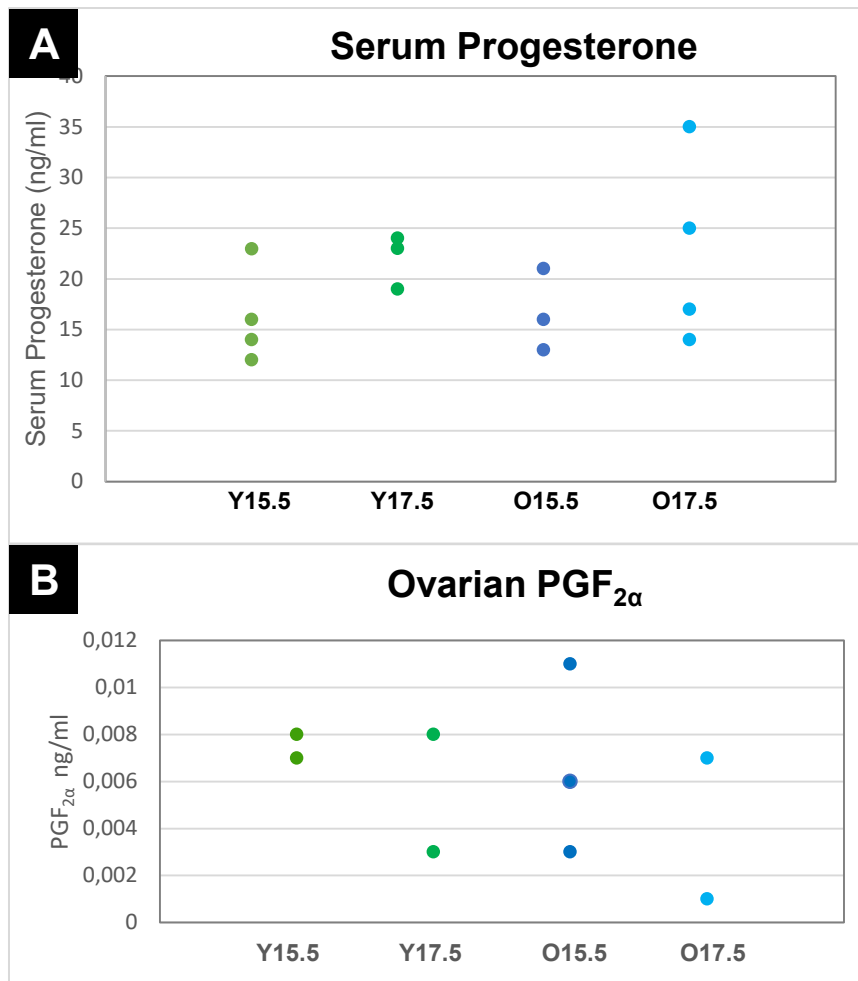 A
Serum Progesterone
Serum Progesterone (ng/ml)
40
35
30
25
20
15
10
5
0
Y15.5 Y17.5 O15.5 O17.5
B
Ovarian PGF2α
PGF2α ng/ml
0,012
0,01
0,008
0,006
0,004
0,002
0
Y15.5 Y17.5 O15.5 O17.5